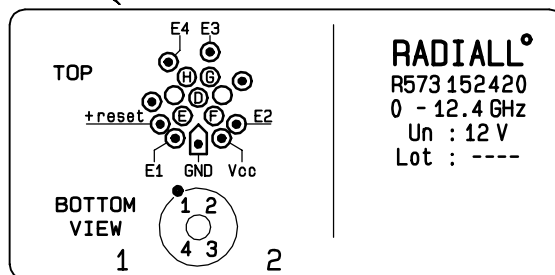 E4 E3
TOP
H G
D
+reset E F E2
E1 GND Vcc
BOTTOM
VIEW
1 2
4 3
1 2
RADIALL°
R573 152420
0 - 12.4 GHz
Un : 12 V
Lot : ----